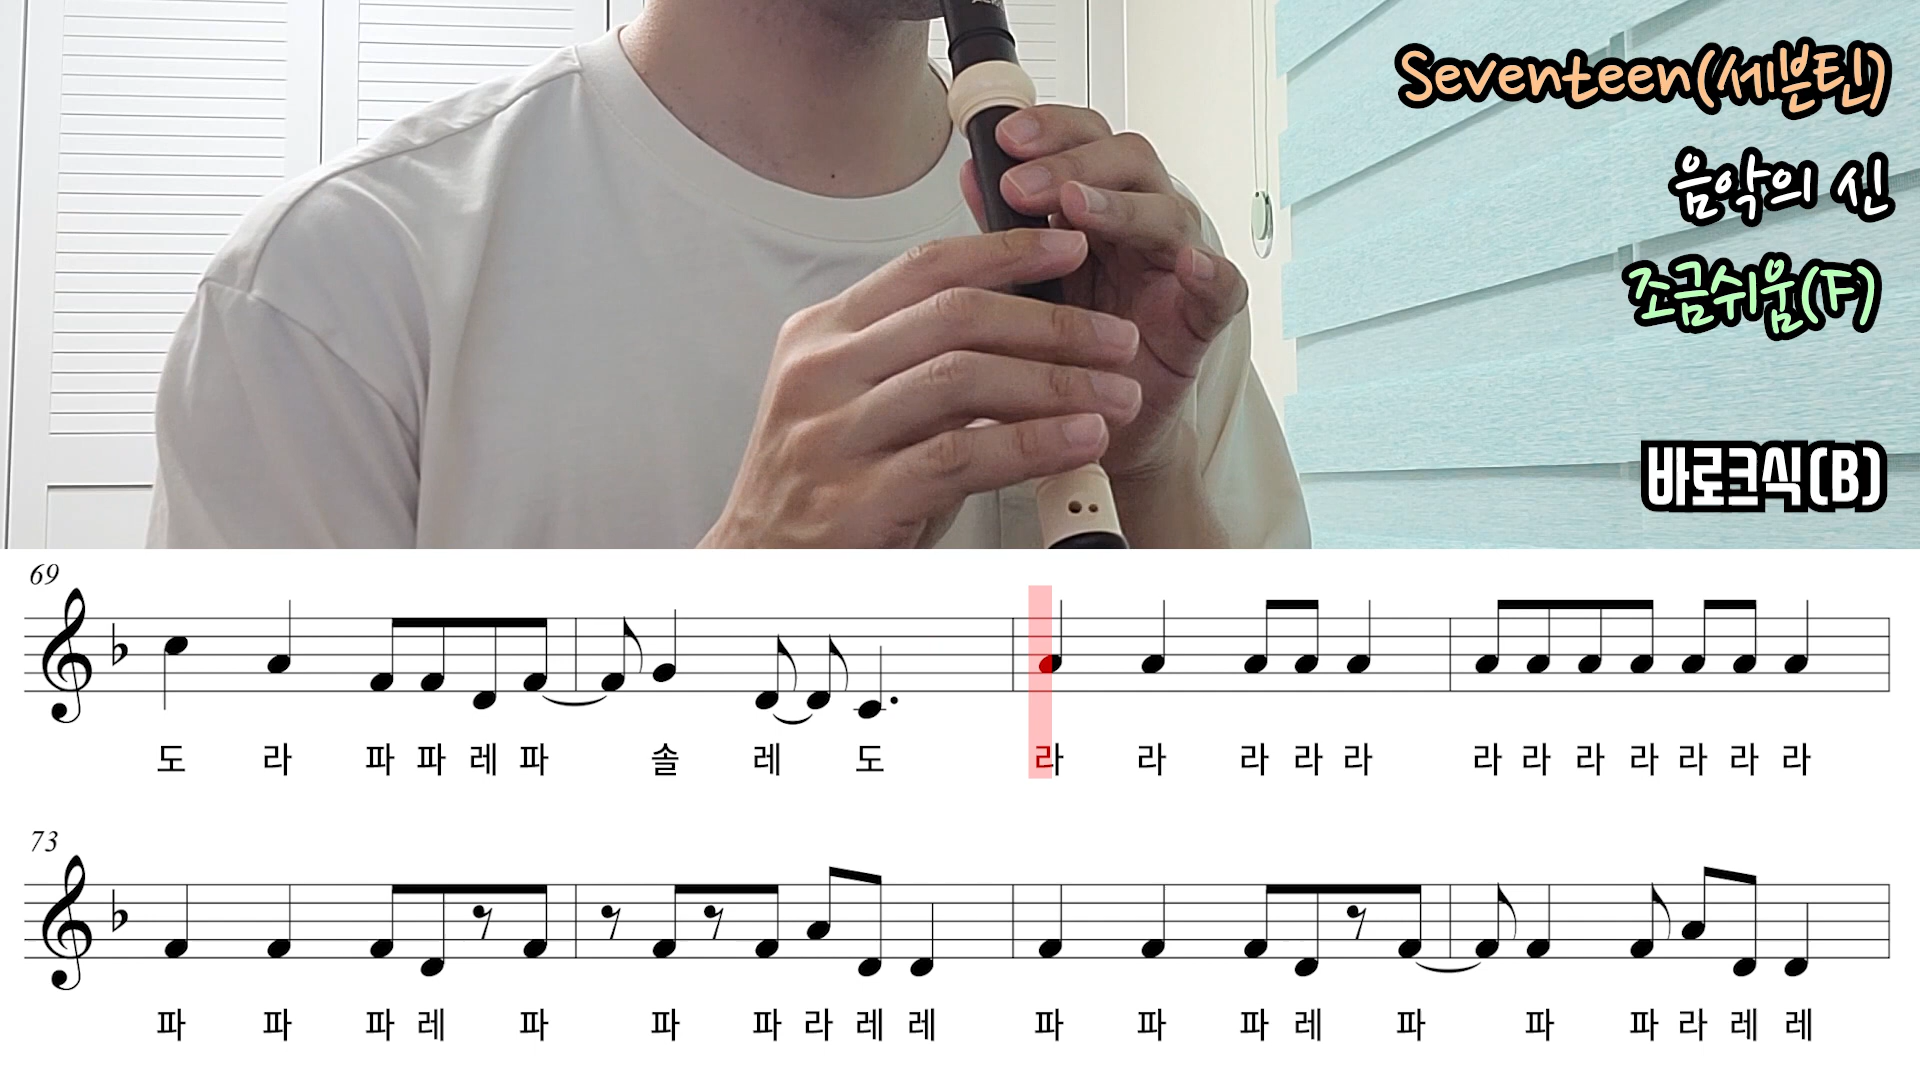 Seventeen(세븐틴)
음악의 신
조금쉬움(F)
바로크식(B)
69
도 라 파 파 레 파 솔 레 도 라 라 라 라 라 라 라 라 라 라 라 라
73
파 파 파 레 파 파 파 라 레 레 파 파 파 레 파 파 파 라 레 레